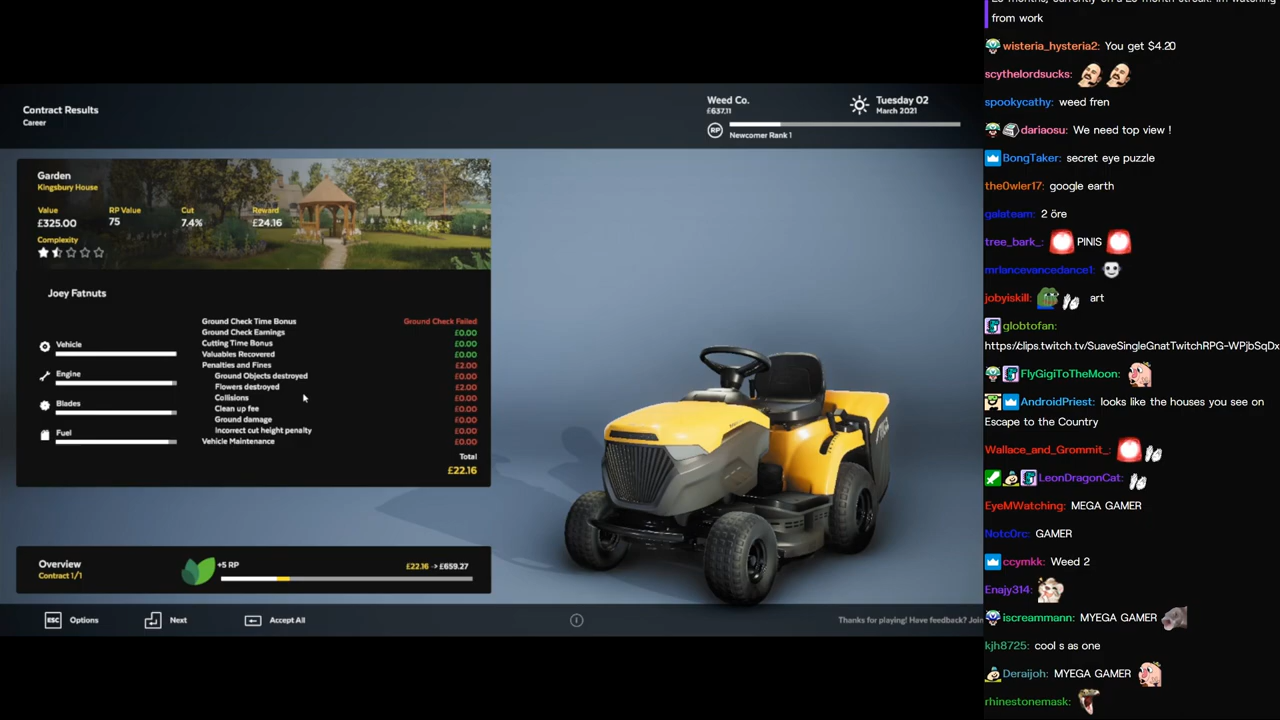 Contract Results
Career
Weed Co.
£637.11
Tuesday 02
March 2021
RP
Newcomer Rank 1
Garden
Kingsbury House
Value
RP Value
Cut
Reward
£325.00
75
7.4%
£24.16
Complexity
Joey Fatnuts
Vehicle
Engine
Blades
Fuel
Ground Check Time Bonus Ground Check Failed
Ground Check Earnings £0.00
Cutting Time Bonus £0.00
Valuables Recovered £0.00
Penalties and Fines £2.00
Ground Objects destroyed £0.00
Flowers destroyed £2.00
Collisions £0.00
Clean up fee £0.00
Ground damage £0.00
Incorrect cut height penalty £0.00
Vehicle Maintenance £0.00
Total
£22.16
Overview
Contract 1/1
+5 RP
£22.16 -> £659.27
ESC Options
Next
Accept All
Thanks for playing! Have feedback? Join
from work
wisteria_hysteria2: You get $4.20
scythelordsucks:
spookycathy: weed fren
dariaosu: We need top view !
BongTaker: secret eye puzzle
the0wler17: google earth
galateam: 2 öre
tree_bark_: PINIS
mrlancevancedance1:
jobyiskill: art
globtofan:
https://clips.twitch.tv/SuaveSingleGnatTwitchRPG-WPjbSqDx
FlyGigiToTheMoon:
AndroidPriest: looks like the houses you see on
Escape to the Country
Wallace_and_Grommit_:
LeonDragonCat:
EyeMWatching: MEGA GAMER
Notc0rc: GAMER
ccymkk: Weed 2
Enajy314:
iscreammann: MYEGA GAMER
kjh8725: cool s as one
Deraijoh: MYEGA GAMER
rhinestonemask: